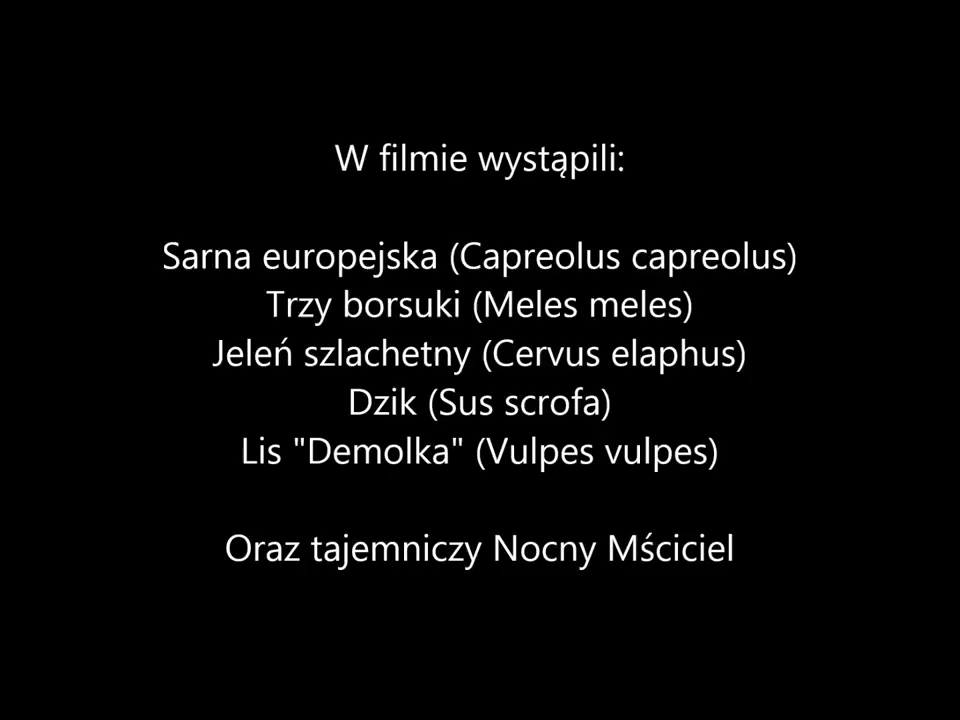 W filmie wystąpili:
Sarna europejska (Capreolus capreolus)
Trzy borsuki (Meles meles)
Jeleń szlachetny (Cervus elaphus)
Dzik (Sus scrofa)
Lis "Demolka" (Vulpes vulpes)
Oraz tajemniczy Nocny Mściciel